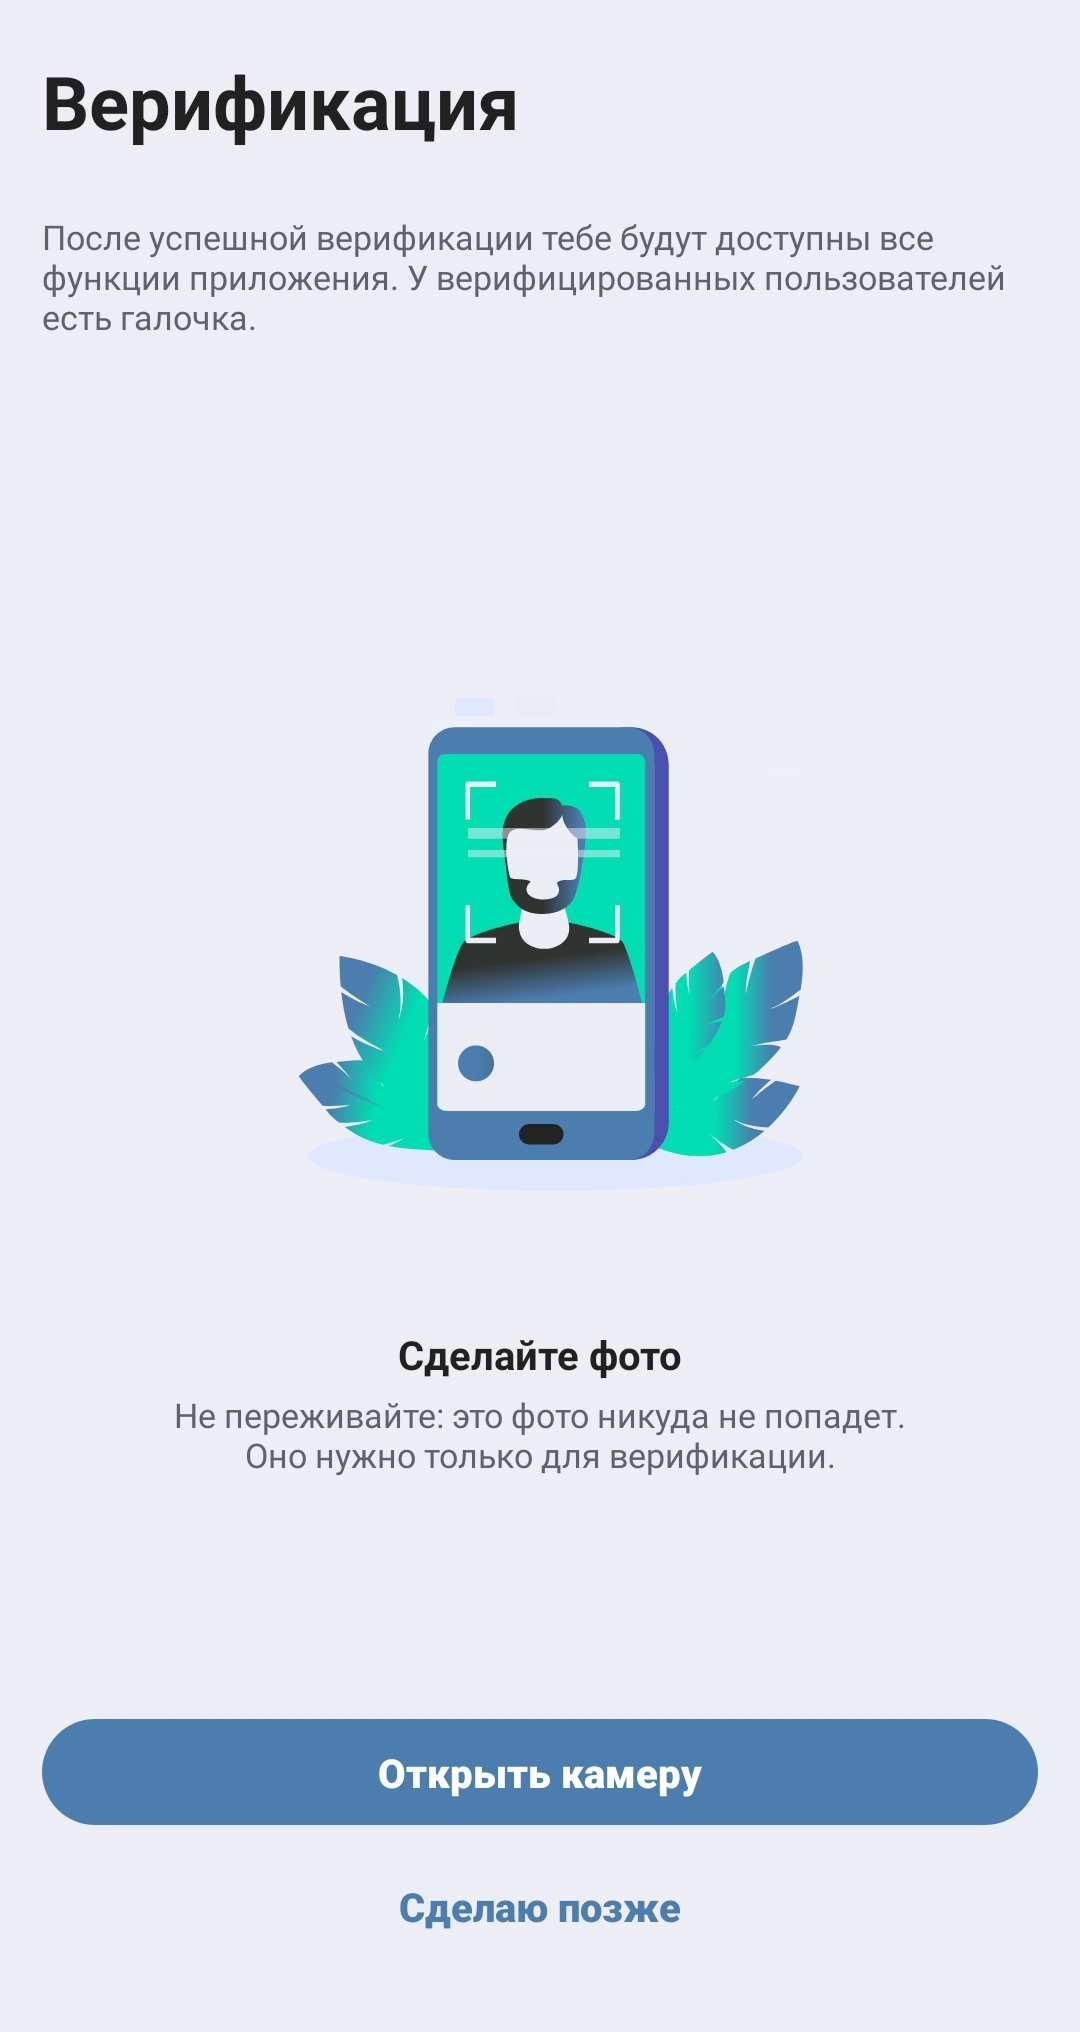 Верификация
После успешной верификации тебе будут доступны все
функции приложения. У верифицированных пользователей
есть галочка.
Сделайте фото
Не переживайте: это фото никуда не попадет.
Оно нужно только для верификации.
Открыть камеру
Сделаю позже